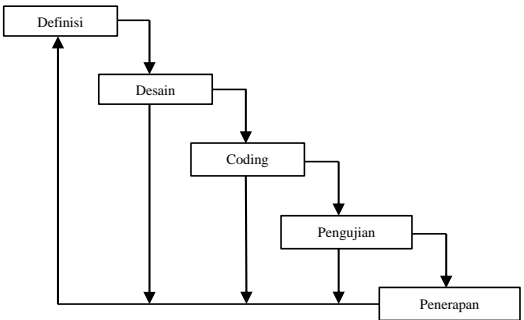 Definisi
Desain
Coding
Pengujian
Penerapan